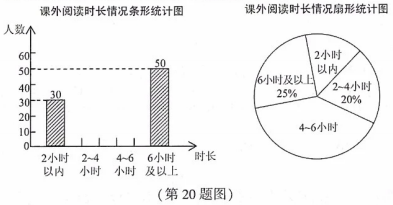 课外阅读时长情况条形统计图
人数
60
50
40
30
20
10
0
30
50
2小时
以内
2~4
小时
4~6
小时
6小时
及以上
时长
课外阅读时长情况扇形统计图
2小时
以内
2~4小时
20%
4~6小时
6小时及以上
25%
(第20题图)